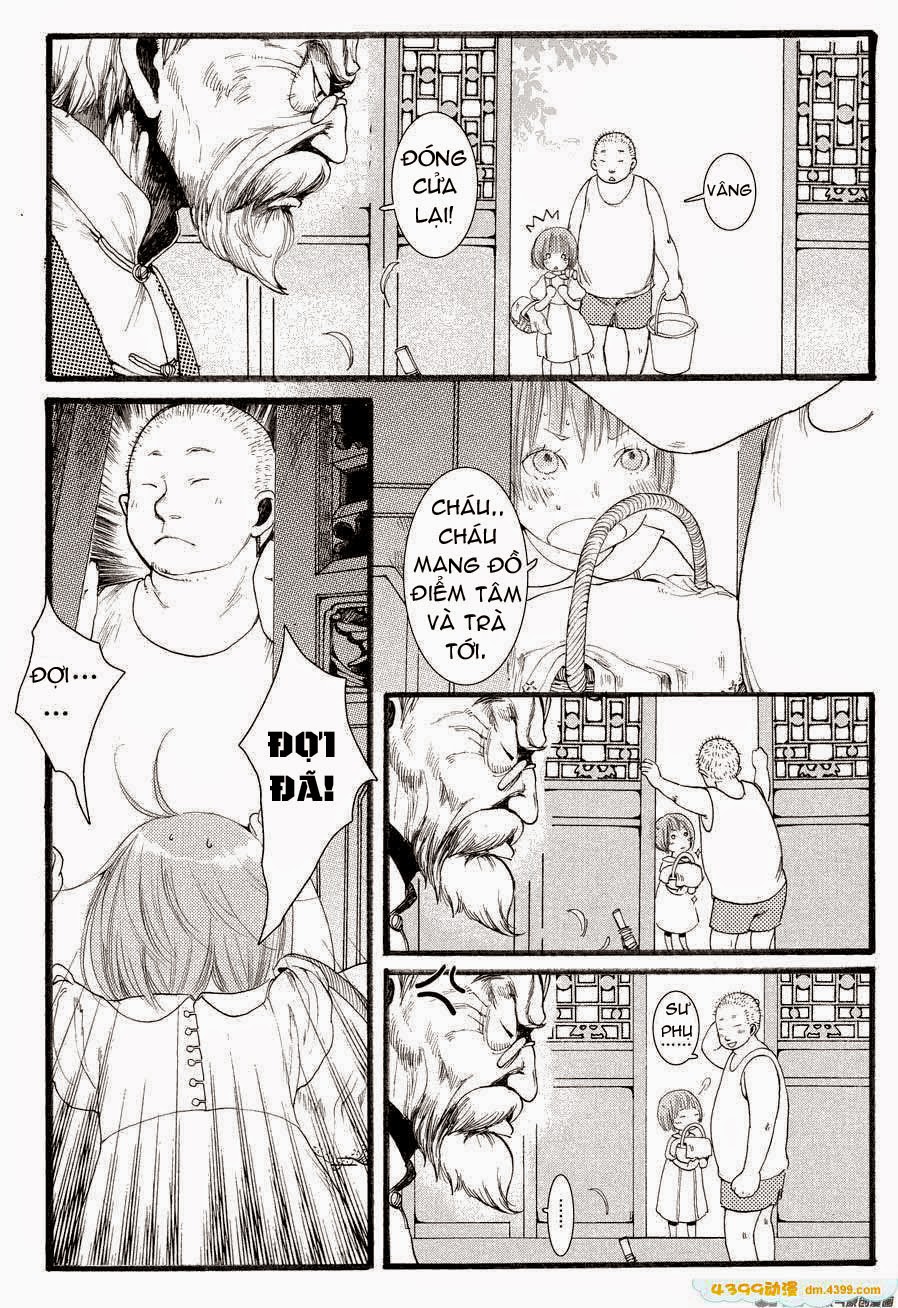 ĐÓNG
CỬA
LẠI!
VÂNG
ĐỢI...
...
ĐỢI
ĐÃ!
CHÁU..
CHÁU
MANG ĐỒ
ĐIỂM TÂM
VÀ TRÀ
TỚI.
SƯ
PHỤ
......
......
4399动漫 dm.4399.com